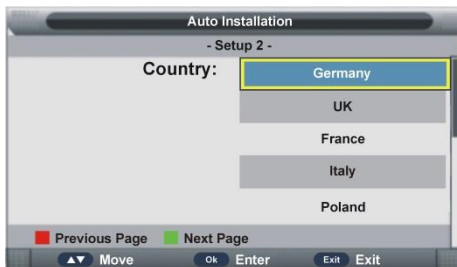 Auto Installation
- Setup 2 -
Country:
Germany
UK
France
Italy
Poland
Previous Page Next Page
▲▼ Move Ok Enter Exit Exit